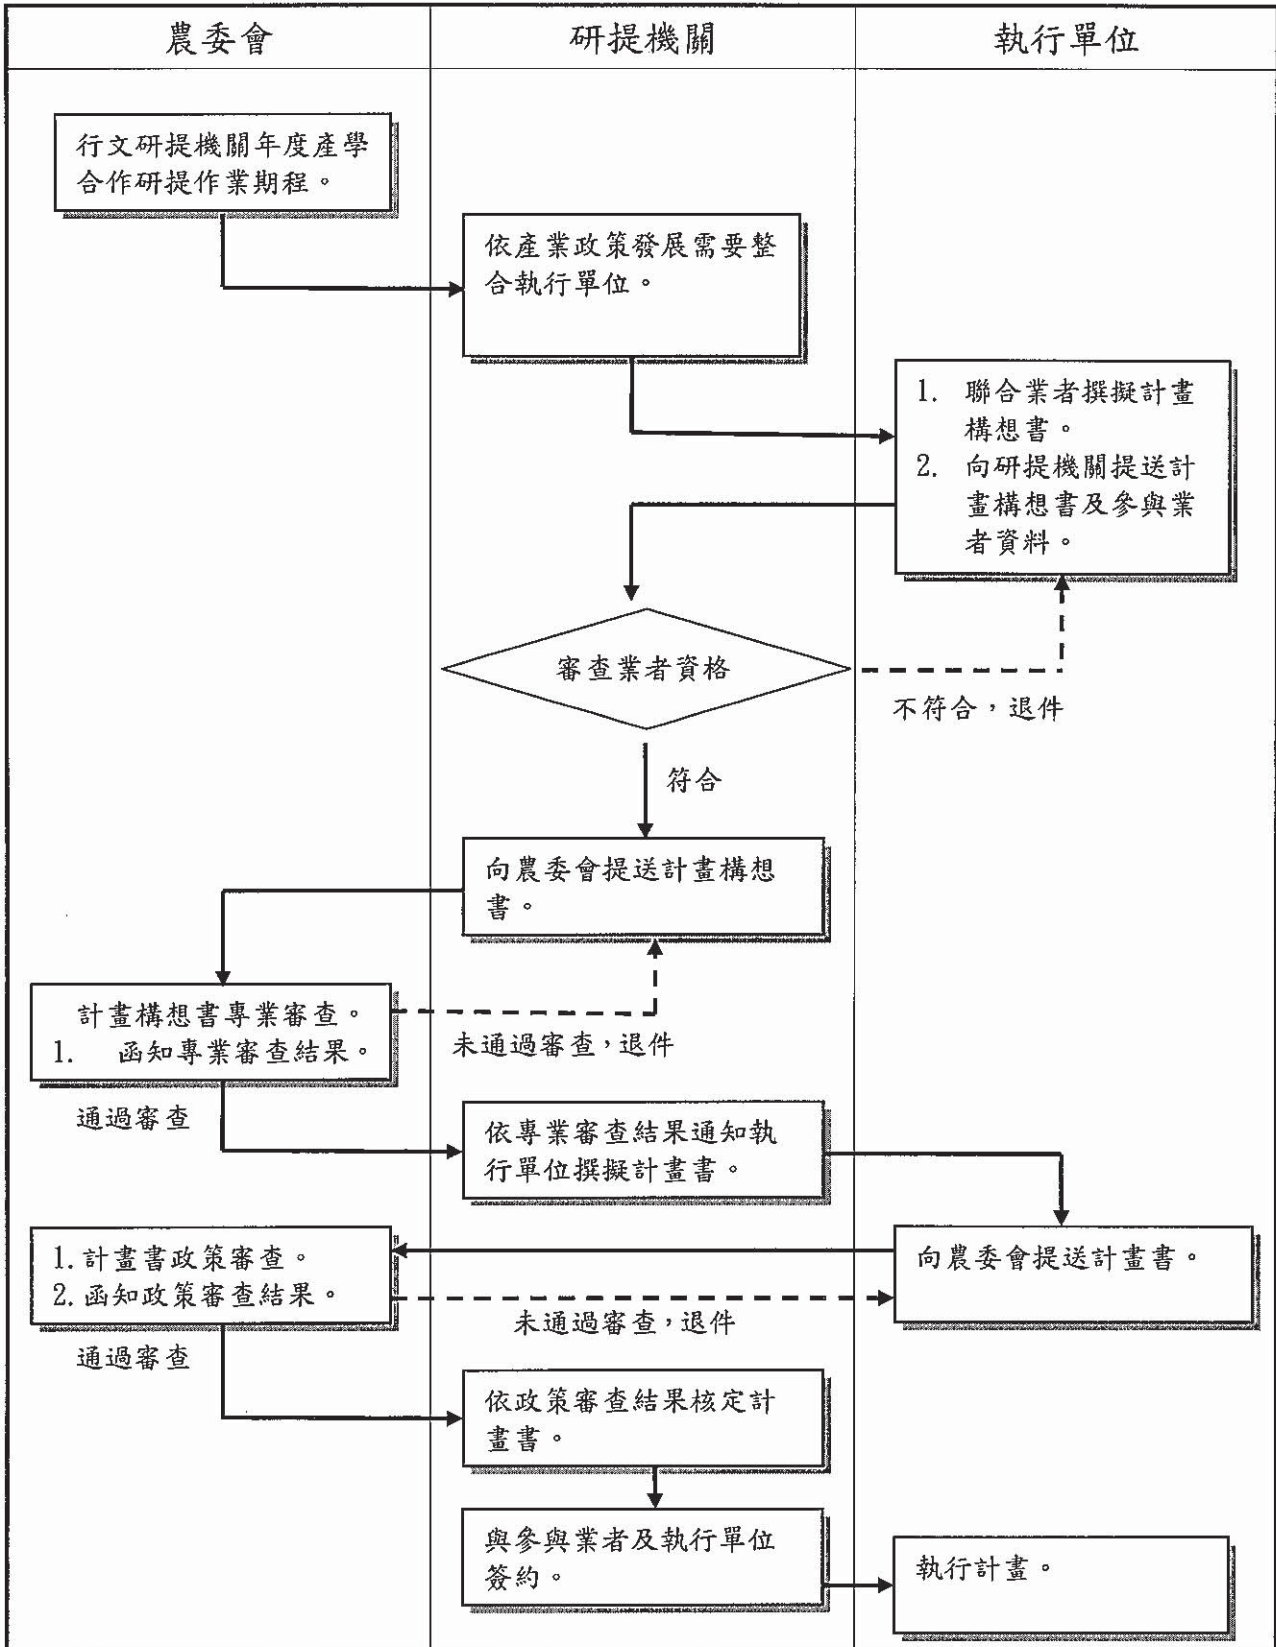 農委會
研提機關
執行單位
行文研提機關年度產學
合作研提作業期程。
依產業政策發展需要整
合執行單位。
1. 聯合業者撰擬計畫
構想書。
2. 向研提機關提送計
畫構想書及參與業
者資料。
審查業者資格
不符合，退件
符合
向農委會提送計畫構想
書。
計畫構想書專業審查。
1. 函知專業審查結果。
未通過審查，退件
通過審查
依專業審查結果通知執
行單位撰擬計畫書。
1.計畫書政策審查。
2.函知政策審查結果。
向農委會提送計畫書。
未通過審查，退件
通過審查
依政策審查結果核定計
畫書。
與參與業者及執行單位
簽約。
執行計畫。